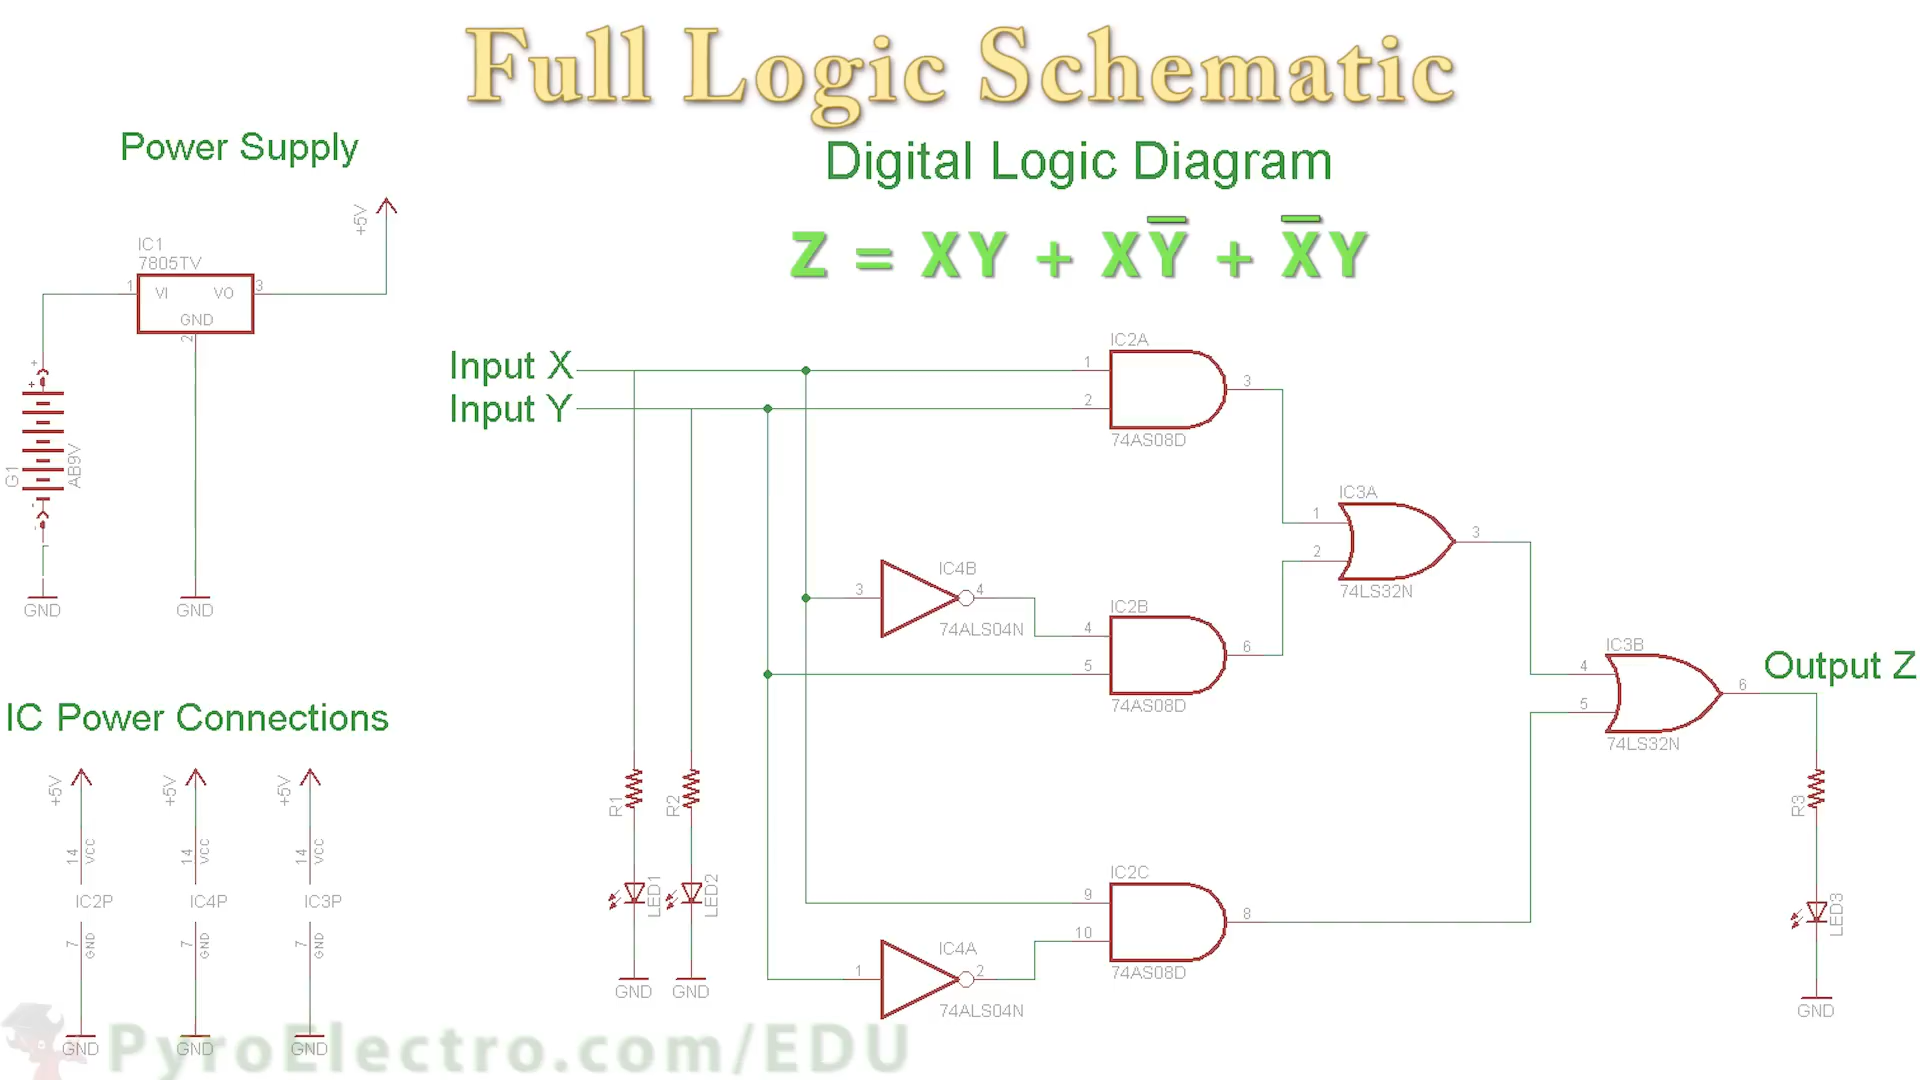 Full Logic Schematic
Power Supply
Digital Logic Diagram
Z = XY + XY̅ + X̅Y
+5V
IC1
7805TV
1 VI VO 3
GND
2
G1
AB9V
+
+
-
-
GND
GND
Input X
Input Y
IC2A
1
2
3
74AS08D
IC3A
1
2
3
74LS32N
IC4B
3
4
74ALS04N
IC2B
4
5
6
74AS08D
IC3B
4
5
6
74LS32N
Output Z
R3
LED3
GND
R1
R2
LED1
LED2
GND
GND
IC2C
9
10
8
74AS08D
IC4A
1
2
74ALS04N
IC Power Connections
+5V +5V +5V
14 VCC 14 VCC 14 VCC
IC2P IC4P IC3P
7 GND 7 GND 7 GND
GND GND GND
PyroElectro.com/EDU